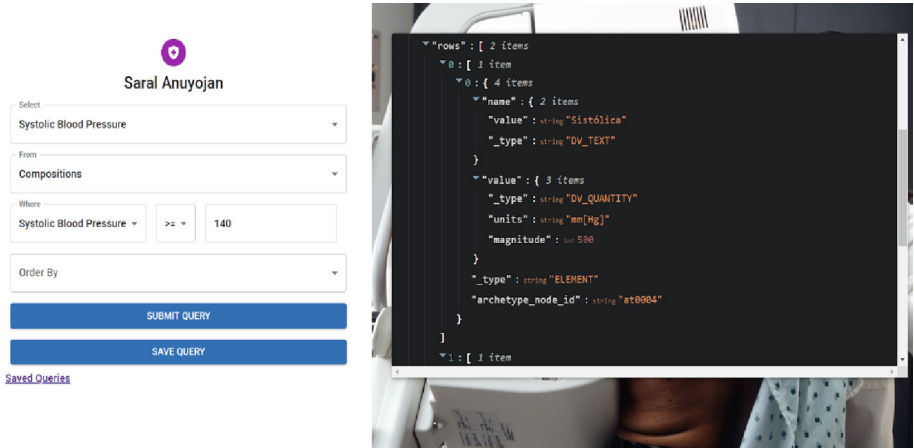 Saral Anuyojan
Select
Systolic Blood Pressure
From
Compositions
Where
Systolic Blood Pressure >= 140
Order By
SUBMIT QUERY
SAVE QUERY
Saved Queries
"rows" : [ 2 items
0 : [ 1 item
0 : { 4 items
"name" : { 2 items
"value" : string "Sistólica"
"_type" : string "DV_TEXT"
}
"value" : { 3 items
"_type" : string "DV_QUANTITY"
"units" : string "mm[Hg]"
"magnitude" : int 500
}
"_type" : string "ELEMENT"
"archetype_node_id" : string "at0004"
}
]
1 : [ 1 item